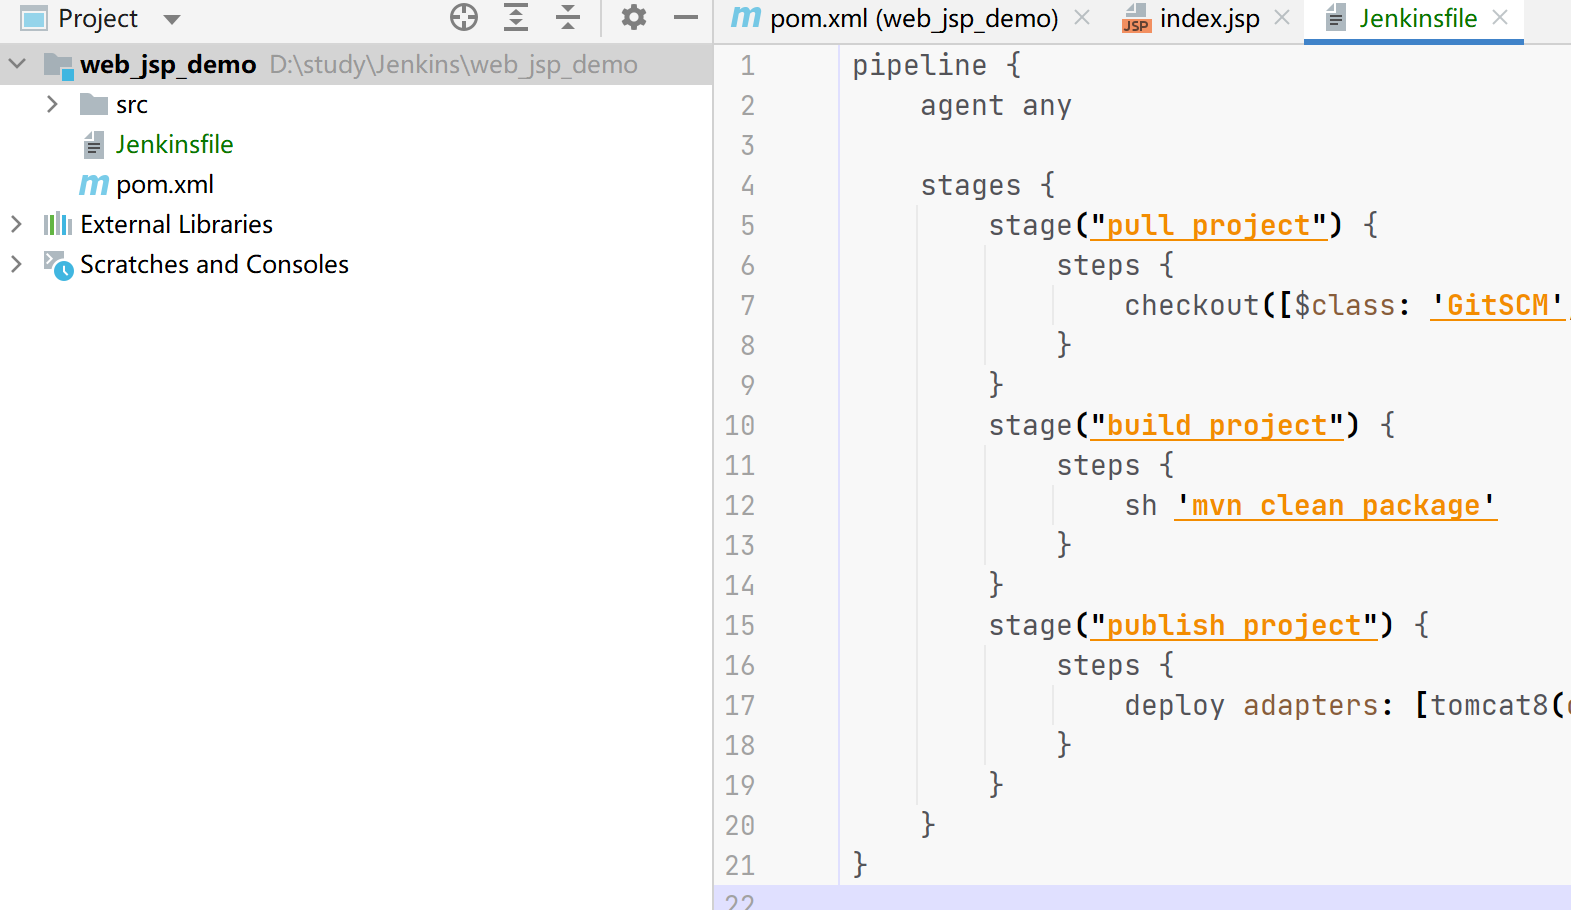 Project
web_jsp_demo D:\study\Jenkins\web_jsp_demo
src
Jenkinsfile
m pom.xml
External Libraries
Scratches and Consoles
m pom.xml (web_jsp_demo) JSP index.jsp Jenkinsfile
1 pipeline {
2 agent any
3
4 stages {
5 stage("pull project") {
6 steps {
7 checkout([$class: 'GitSCM',
8 }
9 }
10 stage("build project") {
11 steps {
12 sh 'mvn clean package'
13 }
14 }
15 stage("publish project") {
16 steps {
17 deploy adapters: [tomcat8(
18 }
19 }
20 }
21 }
22